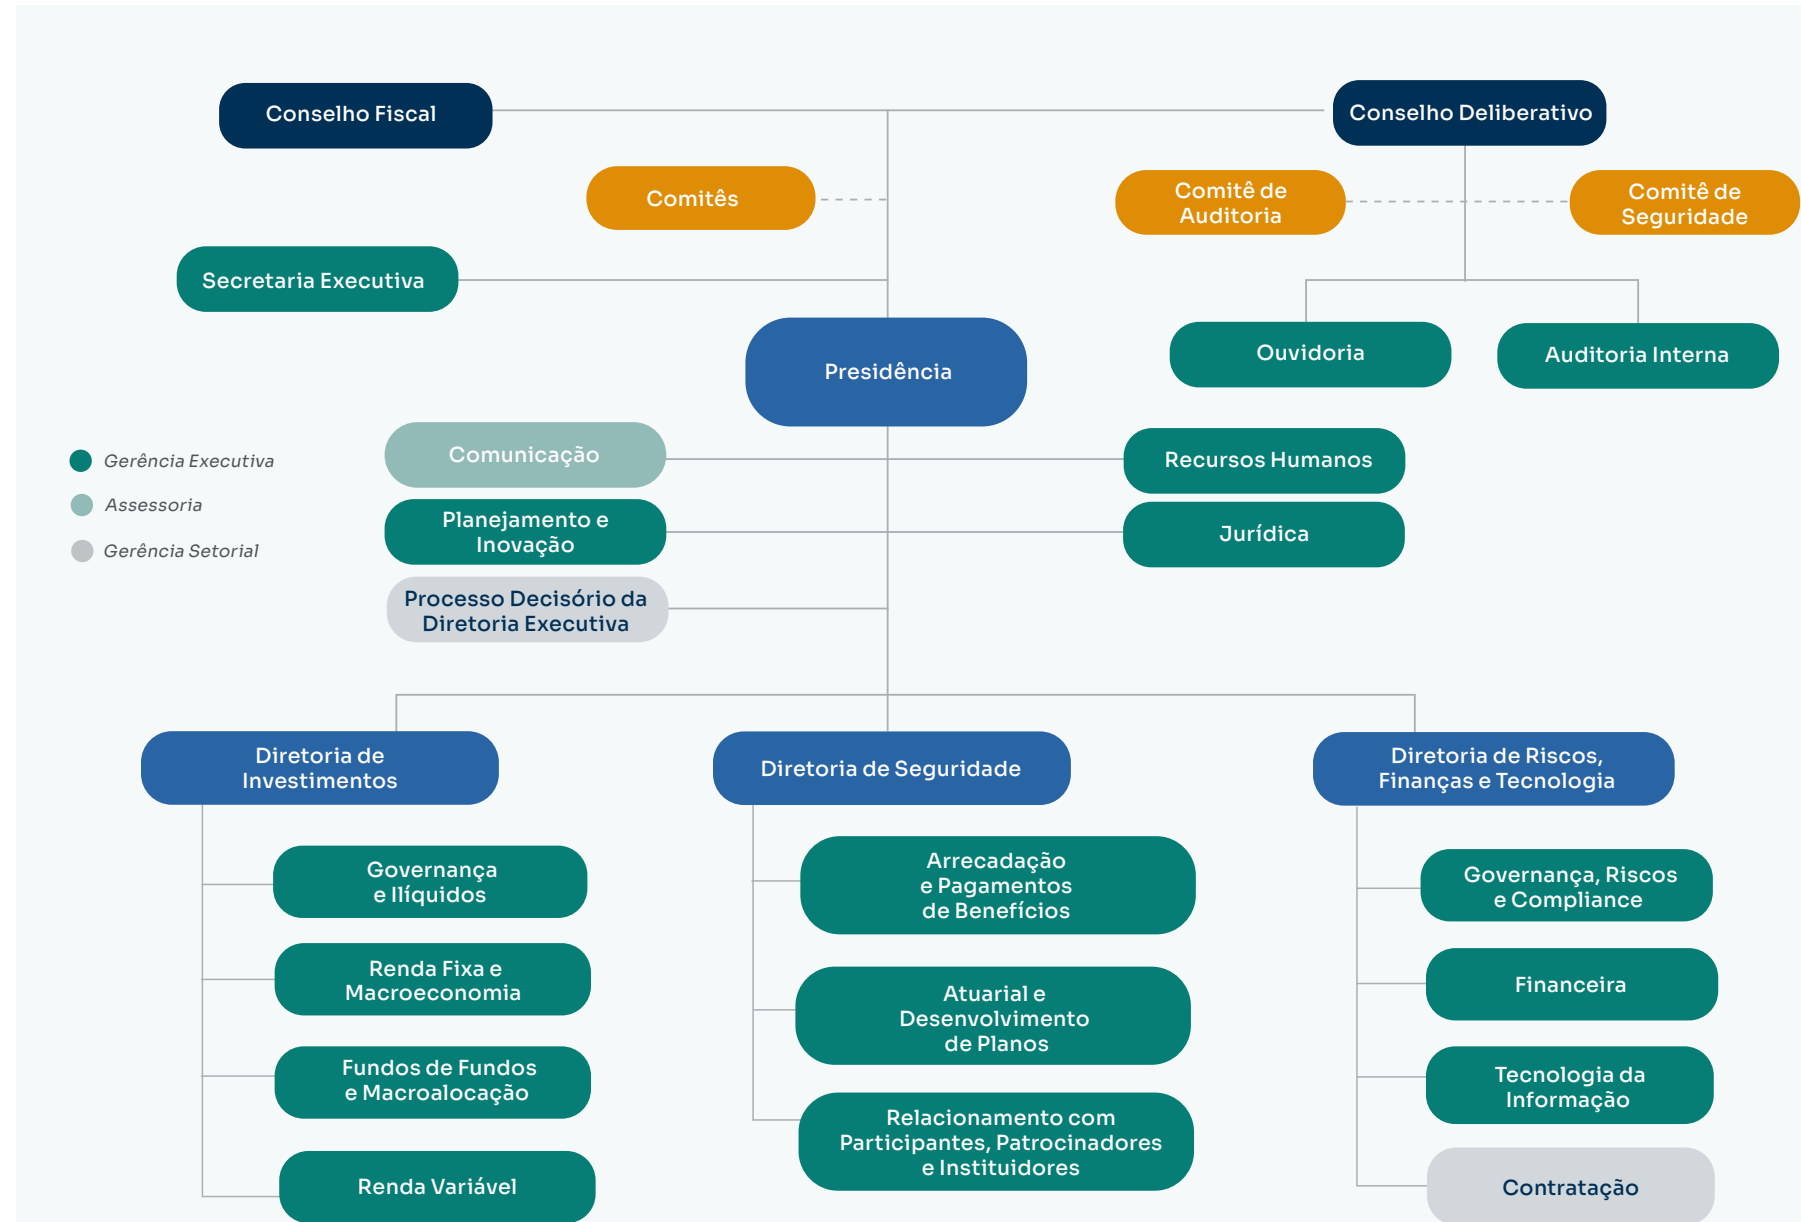 Conselho Fiscal
Conselho Deliberativo
Comitês
Comitê de
Auditoria
Comitê de
Seguridade
Secretaria Executiva
Presidência
Ouvidoria
Auditoria Interna
Gerência Executiva
Assessoria
Gerência Setorial
Comunicação
Recursos Humanos
Planejamento e
Inovação
Jurídica
Processo Decisório da
Diretoria Executiva
Diretoria de
Investimentos
Governança
e Ilíquidos
Renda Fixa e
Macroeconomia
Fundos de Fundos
e Macroalocação
Renda Variável
Diretoria de Seguridade
Arrecadação
e Pagamentos
de Benefícios
Atuarial e
Desenvolvimento
de Planos
Relacionamento com
Participantes, Patrocinadores
e Instituidores
Diretoria de Riscos,
Finanças e Tecnologia
Governança, Riscos
e Compliance
Financeira
Tecnologia da
Informação
Contratação